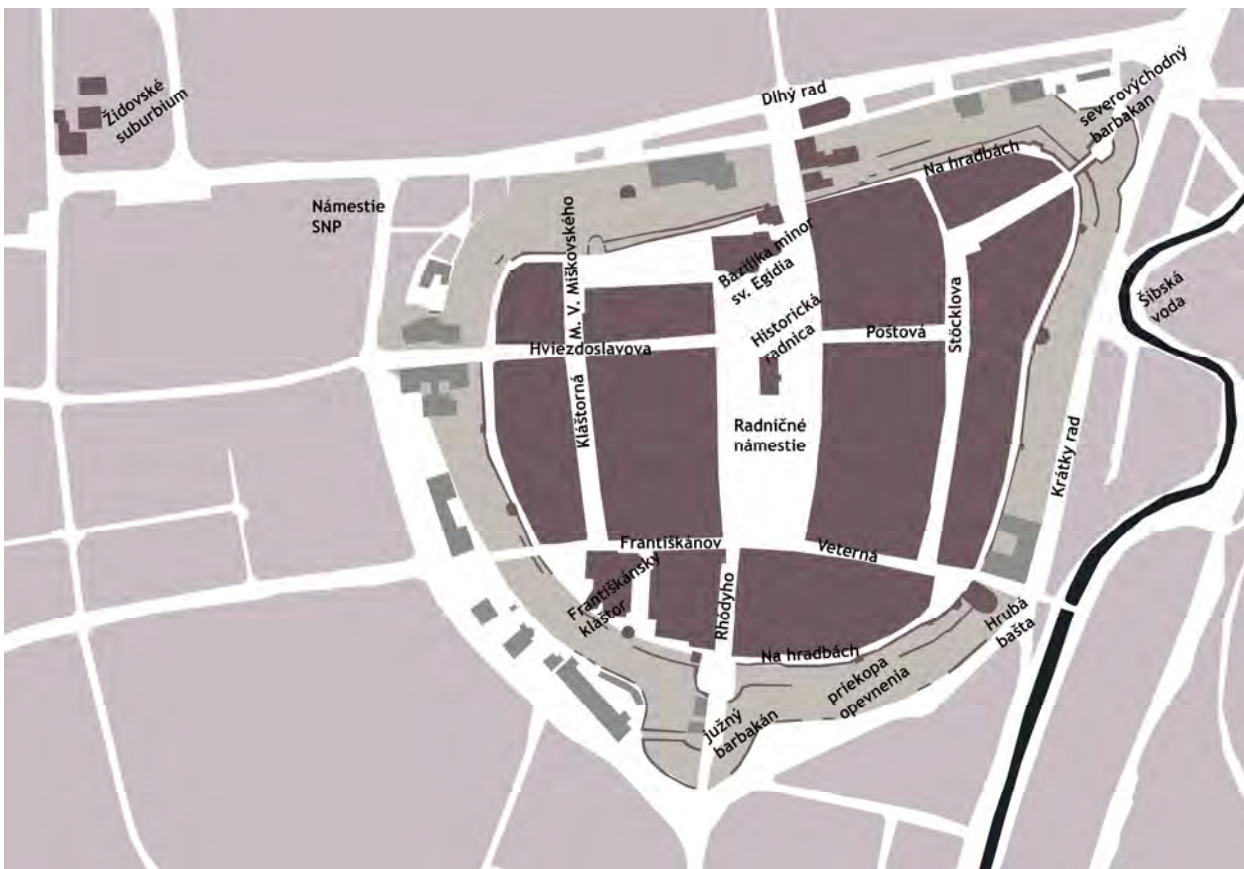 Židovské
suburbium
Dlhý rad
severovýchodný
barbakan
Na hradbách
Námestie
SNP
M. V. Miškovského
Bazilika minor
sv. Egídia
Šibská
voda
Historická
radnica
Poštová
Stöcklova
Hviezdoslavova
Kláštorná
Radničné
námestie
Krátky rad
Františkánov
Veterná
Františkánsky
kláštor
Rhódyho
Hrubá
bašta
Na hradbách
priekopa
opevnenia
južný
barbakán